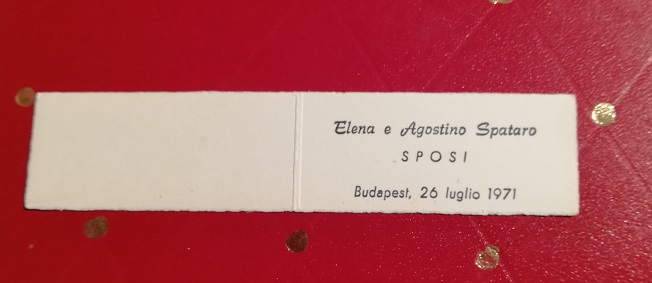 Elena e Agostino Spataro
SPOSI
Budapest, 26 luglio 1971